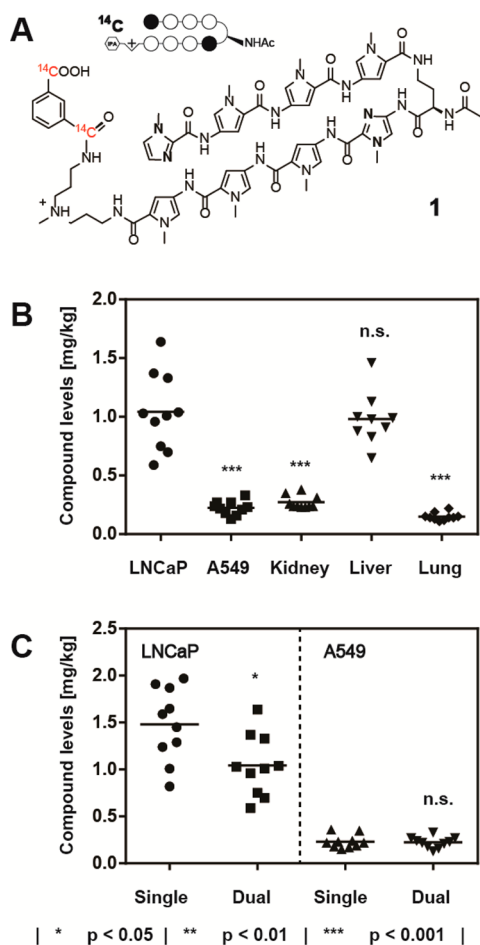 A
14C
IPA
+
NHAc
14COOH
14C
O
NH
+
NH
N
H
N
O
1
B
Compound levels [mg/kg]
2.0
1.5
1.0
0.5
0.0
n.s.
*** *** ***
LNCaP A549 Kidney Liver Lung
C
Compound levels [mg/kg]
2.5
2.0
1.5
1.0
0.5
0.0
LNCaP A549
*
n.s.
Single Dual Single Dual
| * p < 0.05 | ** p < 0.01 | *** p < 0.001 |